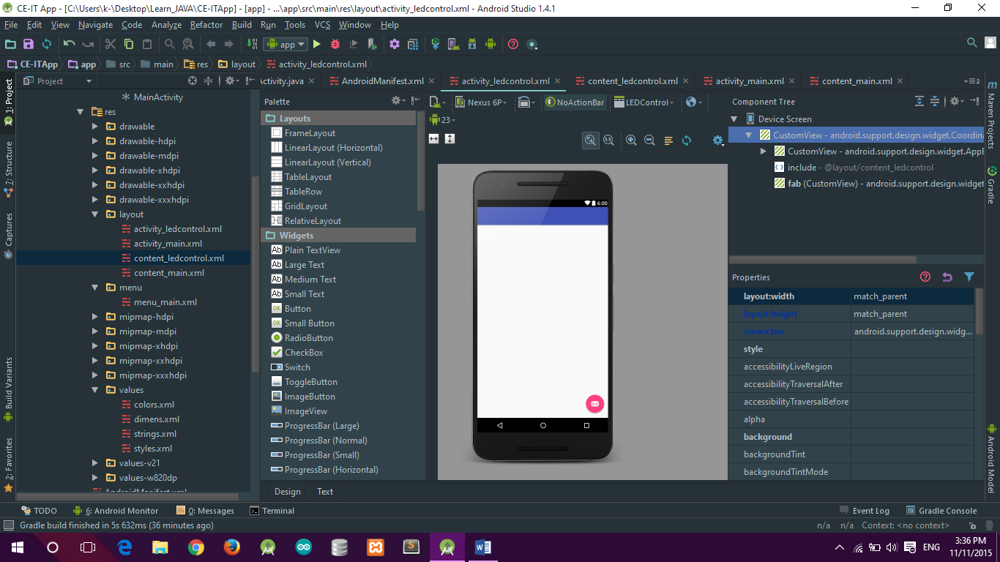 CE-IT App - [C:\Users\k-\Desktop\Learn_JAVA\CE-ITApp] - [app] - ...\app\src\main\res\layout\activity_ledcontrol.xml - Android Studio 1.4.1
File Edit View Navigate Code Analyze Refactor Build Run Tools VCS Window Help
app
CE-ITApp app src main res layout activity_ledcontrol.xml
Project
Activity.java AndroidManifest.xml activity_ledcontrol.xml content_ledcontrol.xml activity_main.xml content_main.xml
1: Project
7: Structure
Captures
Build Variants
2: Favorites
MainActivity
res
drawable
drawable-hdpi
drawable-mdpi
drawable-xhdpi
drawable-xxhdpi
drawable-xxxhdpi
layout
activity_ledcontrol.xml
activity_main.xml
content_ledcontrol.xml
content_main.xml
menu
menu_main.xml
mipmap-hdpi
mipmap-mdpi
mipmap-xhdpi
mipmap-xxhdpi
mipmap-xxxhdpi
values
colors.xml
dimens.xml
strings.xml
styles.xml
values-v21
values-w820dp
AndroidManifest.xml
Palette
Layouts
FrameLayout
LinearLayout (Horizontal)
LinearLayout (Vertical)
TableLayout
TableRow
GridLayout
RelativeLayout
Widgets
Ab Plain TextView
Ab Large Text
Ab Medium Text
Ab Small Text
OK Button
OK Small Button
RadioButton
CheckBox
Switch
ToggleButton
ImageButton
ImageView
ProgressBar (Large)
ProgressBar (Normal)
ProgressBar (Small)
ProgressBar (Horizontal)
Nexus 6P NoActionBar LEDControl
23
1:1
6:00
Design Text
Component Tree
Device Screen
CustomView - android.support.design.widget.Coordina
CustomView - android.support.design.widget.AppB
include - @layout/content_ledcontrol
fab (CustomView) - android.support.design.widget
Properties
layout:width match_parent
layout:height match_parent
view:class android.support.design.widg...
style
accessibilityLiveRegion
accessibilityTraversalAfter
accessibilityTraversalBefore
alpha
background
backgroundTint
backgroundTintMode
2
m Maven Projects
Gradle
Android Model
TODO 6: Android Monitor 0: Messages Terminal Event Log Gradle Console
Gradle build finished in 5s 632ms (36 minutes ago) n/a n/a Context: <no context>
ENG 3:36 PM
11/11/2015